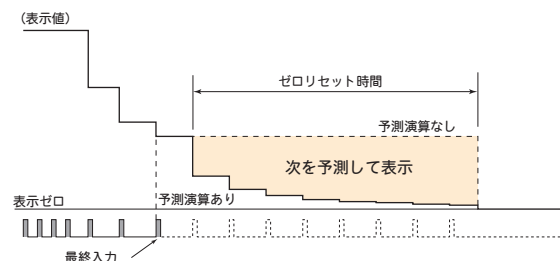 (表示値)
ゼロリセット時間
予測演算なし
次を予測して表示
予測演算あり
表示ゼロ
最終入力